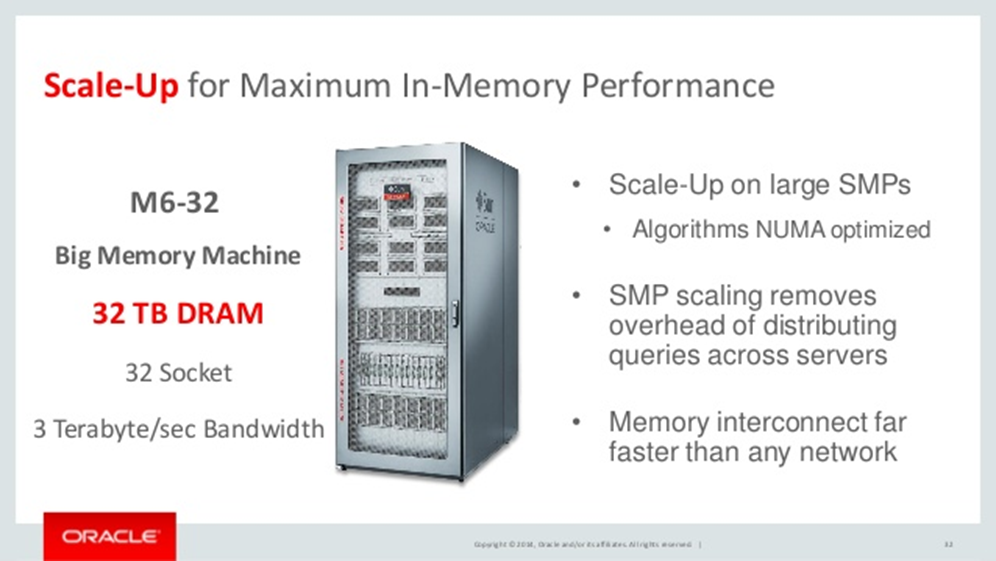 Scale-Up for Maximum In-Memory Performance
M6-32
Big Memory Machine
32 TB DRAM
32 Socket
3 Terabyte/sec Bandwidth
ORACLE
• Scale-Up on large SMPs
• Algorithms NUMA optimized
• SMP scaling removes
overhead of distributing
queries across servers
• Memory interconnect far
faster than any network
ORACLE
Copyright © 2014, Oracle and/or its affiliates. All rights reserved. |
32